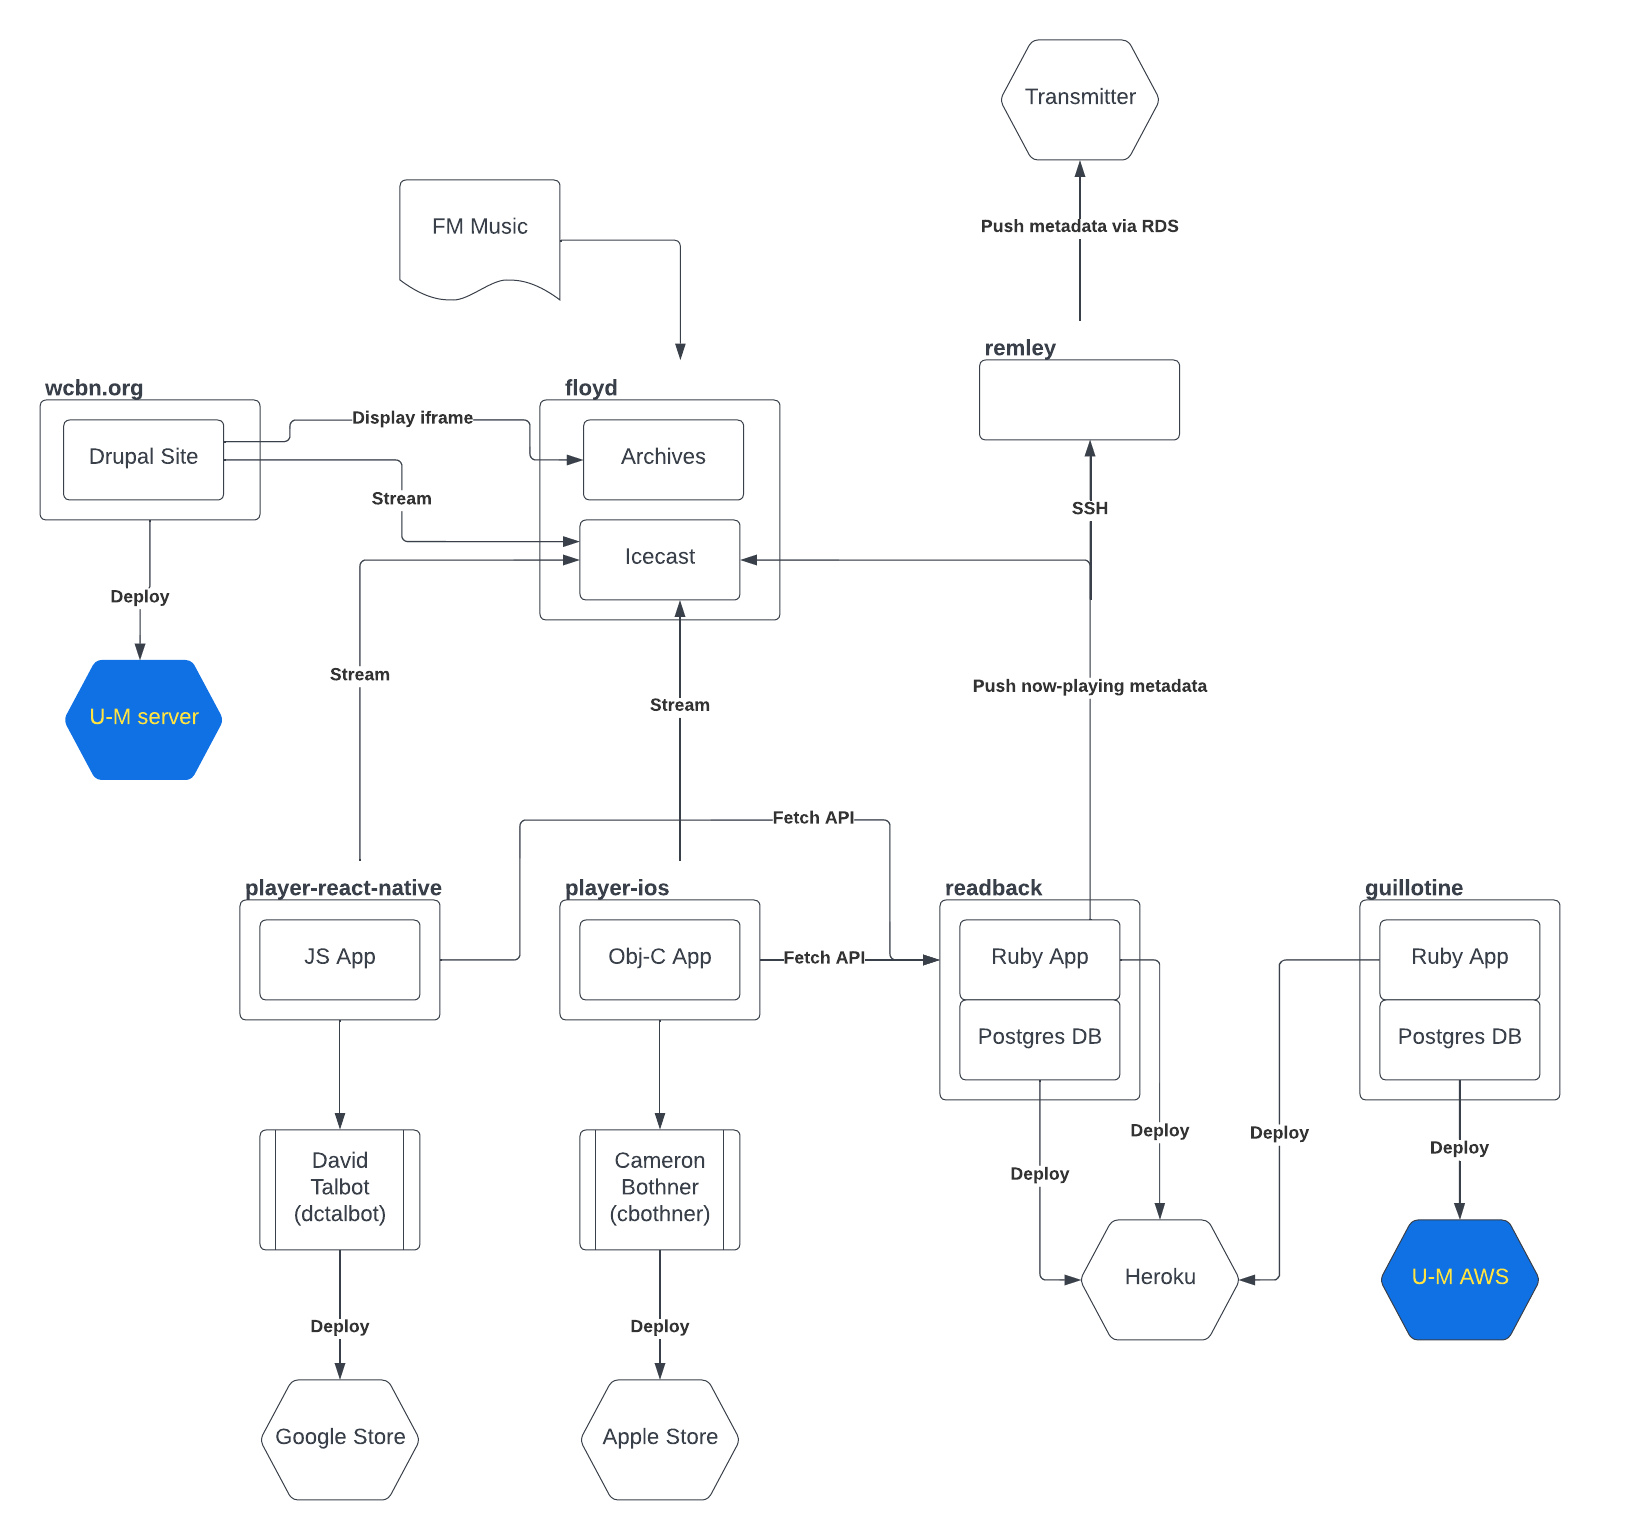 Transmitter
FM Music
Push metadata via RDS
remley
wcbn.org
floyd
Display iframe
Drupal Site
Archives
Stream
SSH
Icecast
Deploy
Stream
Push now-playing metadata
Stream
U-M server
Fetch API
player-react-native
player-ios
readback
guillotine
JS App
Obj-C App
Fetch API
Ruby App
Ruby App
Postgres DB
Postgres DB
Deploy
Deploy
Deploy
David
Talbot
(dctalbot)
Cameron
Bothner
(cbothner)
Deploy
Heroku
U-M AWS
Deploy
Deploy
Google Store
Apple Store